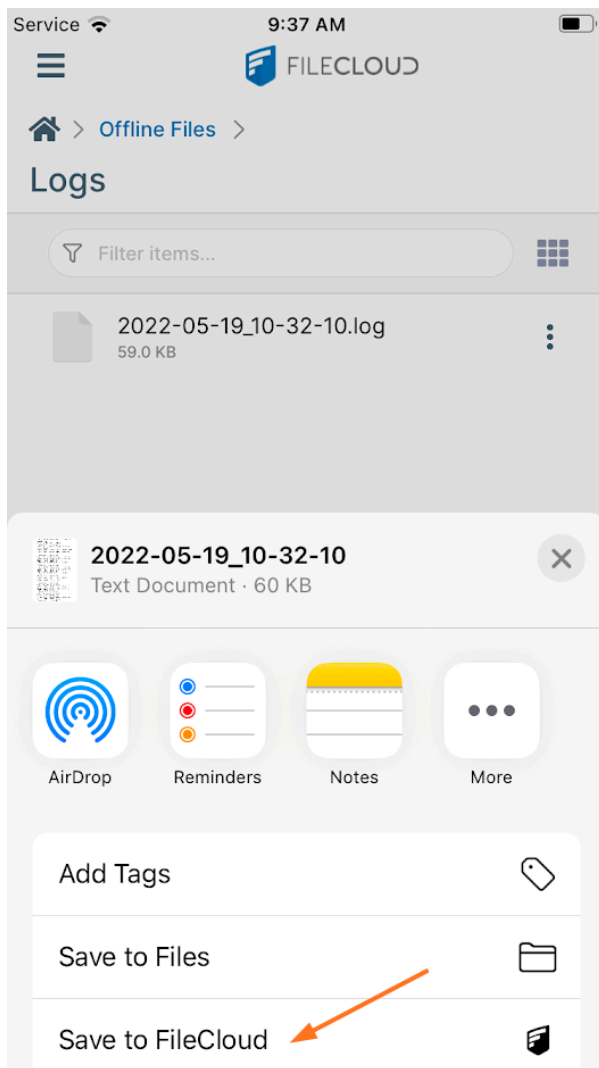 Service 9:37 AM
FILECLOUD
Offline Files
Logs
Filter items...
2022-05-19_10-32-10.log
59.0 KB
2022-05-19_10-32-10
Text Document · 60 KB
AirDrop Reminders Notes More
Add Tags
Save to Files
Save to FileCloud